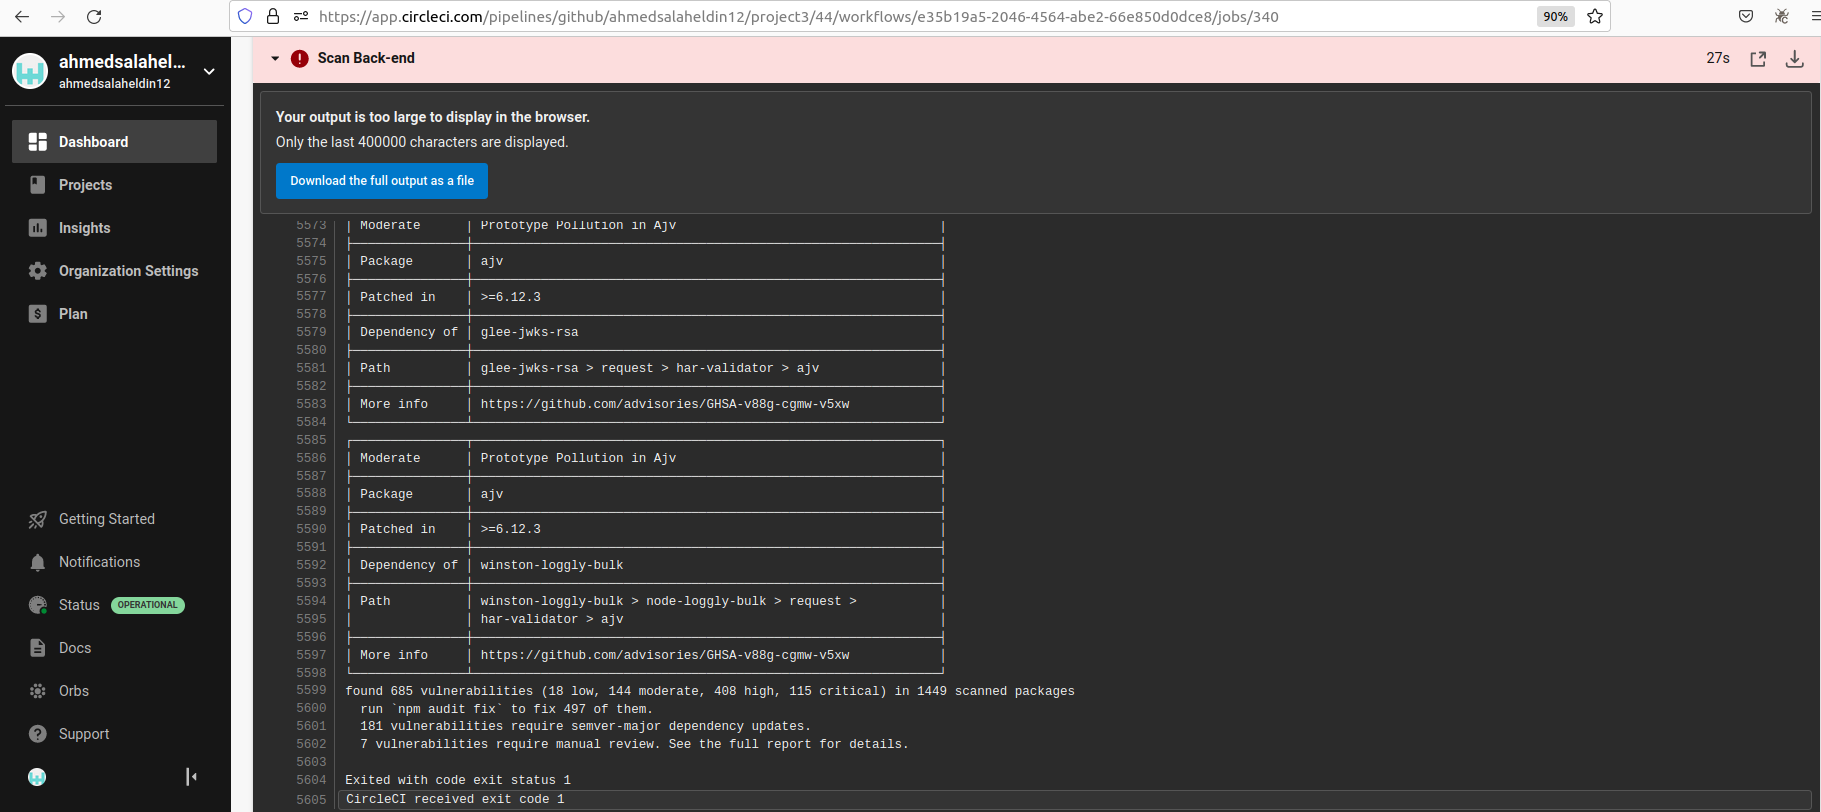 https://app.circleci.com/pipelines/github/ahmedsalaheldin12/project3/44/workflows/e35b19a5-2046-4564-abe2-66e850d0dce8/jobs/340
90%
ahmedsalahel...
ahmedsalaheldin12
Dashboard
Projects
Insights
Organization Settings
Plan
Getting Started
Notifications
Status OPERATIONAL
Docs
Orbs
Support
Scan Back-end
27s
Your output is too large to display in the browser.
Only the last 400000 characters are displayed.
Download the full output as a file
5573 │ Moderate │ Prototype Pollution in Ajv │
5574
5575 │ Package │ ajv │
5576
5577 │ Patched in │ >=6.12.3 │
5578
5579 │ Dependency of │ glee-jwks-rsa │
5580
5581 │ Path │ glee-jwks-rsa > request > har-validator > ajv │
5582
5583 │ More info │ https://github.com/advisories/GHSA-v88g-cgmw-v5xw │
5584
5585
5586 │ Moderate │ Prototype Pollution in Ajv │
5587
5588 │ Package │ ajv │
5589
5590 │ Patched in │ >=6.12.3 │
5591
5592 │ Dependency of │ winston-loggly-bulk │
5593
5594 │ Path │ winston-loggly-bulk > node-loggly-bulk > request > │
5595 │ │ har-validator > ajv │
5596
5597 │ More info │ https://github.com/advisories/GHSA-v88g-cgmw-v5xw │
5598
5599 found 685 vulnerabilities (18 low, 144 moderate, 408 high, 115 critical) in 1449 scanned packages
5600 run `npm audit fix` to fix 497 of them.
5601 181 vulnerabilities require semver-major dependency updates.
5602 7 vulnerabilities require manual review. See the full report for details.
5603
5604 Exited with code exit status 1
5605 CircleCI received exit code 1